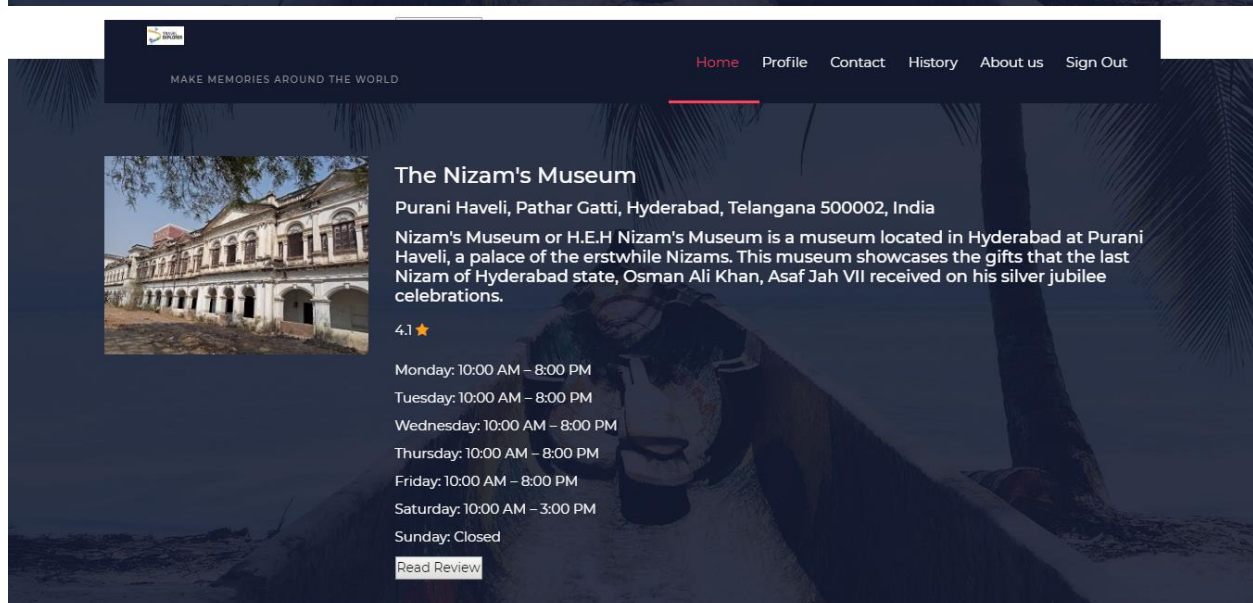 TRAVEL
EXPLORER
MAKE MEMORIES AROUND THE WORLD
Home Profile Contact History About us Sign Out
The Nizam's Museum
Purani Haveli, Pathar Gatti, Hyderabad, Telangana 500002, India
Nizam's Museum or H.E.H Nizam's Museum is a museum located in Hyderabad at Purani
Haveli, a palace of the erstwhile Nizams. This museum showcases the gifts that the last
Nizam of Hyderabad state, Osman Ali Khan, Asaf Jah VII received on his silver jubilee
celebrations.
4.1
Monday: 10:00 AM – 8:00 PM
Tuesday: 10:00 AM – 8:00 PM
Wednesday: 10:00 AM – 8:00 PM
Thursday: 10:00 AM – 8:00 PM
Friday: 10:00 AM – 8:00 PM
Saturday: 10:00 AM – 3:00 PM
Sunday: Closed
Read Review